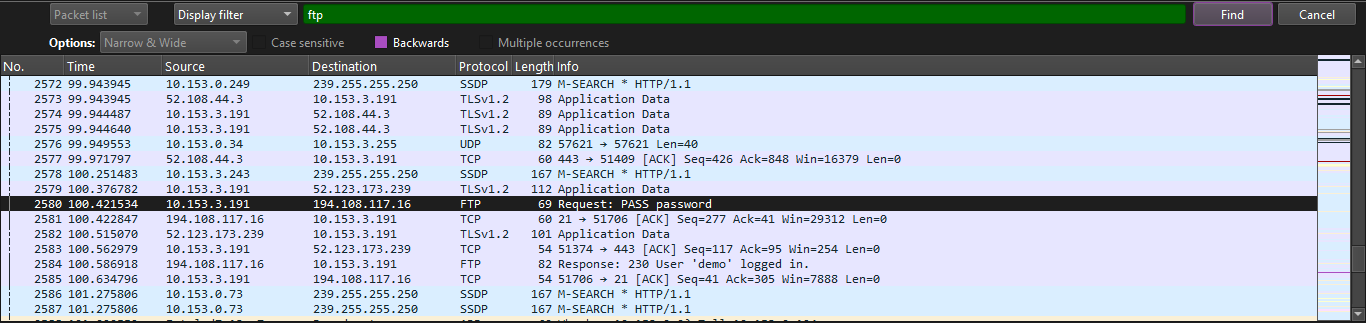 Packet list Display filter ftp Find Cancel
Options: Narrow & Wide Case sensitive Backwards Multiple occurrences
No. Time Source Destination Protocol Length Info
2572 99.943945 10.153.0.249 239.255.255.250 SSDP 179 M-SEARCH * HTTP/1.1
2573 99.943945 52.108.44.3 10.153.3.191 TLSv1.2 98 Application Data
2574 99.944487 10.153.3.191 52.108.44.3 TLSv1.2 89 Application Data
2575 99.944640 10.153.3.191 52.108.44.3 TLSv1.2 89 Application Data
2576 99.949553 10.153.0.34 10.153.3.255 UDP 82 57621 → 57621 Len=40
2577 99.971797 52.108.44.3 10.153.3.191 TCP 60 443 → 51409 [ACK] Seq=426 Ack=848 Win=16379 Len=0
2578 100.251483 10.153.3.243 239.255.255.250 SSDP 167 M-SEARCH * HTTP/1.1
2579 100.376782 10.153.3.191 52.123.173.239 TLSv1.2 112 Application Data
2580 100.421534 10.153.3.191 194.108.117.16 FTP 69 Request: PASS password
2581 100.422847 194.108.117.16 10.153.3.191 TCP 60 21 → 51706 [ACK] Seq=277 Ack=41 Win=29312 Len=0
2582 100.515070 52.123.173.239 10.153.3.191 TLSv1.2 101 Application Data
2583 100.562979 10.153.3.191 52.123.173.239 TCP 54 51374 → 443 [ACK] Seq=117 Ack=95 Win=254 Len=0
2584 100.586918 194.108.117.16 10.153.3.191 FTP 82 Response: 230 User 'demo' logged in.
2585 100.634796 10.153.3.191 194.108.117.16 TCP 54 51706 → 21 [ACK] Seq=41 Ack=305 Win=7888 Len=0
2586 101.275806 10.153.0.73 239.255.255.250 SSDP 167 M-SEARCH * HTTP/1.1
2587 101.275806 10.153.0.73 239.255.255.250 SSDP 167 M-SEARCH * HTTP/1.1